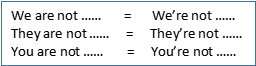 We are not ...... = We're not ......
They are not ...... = They're not ......
You are not ...... = You're not ......